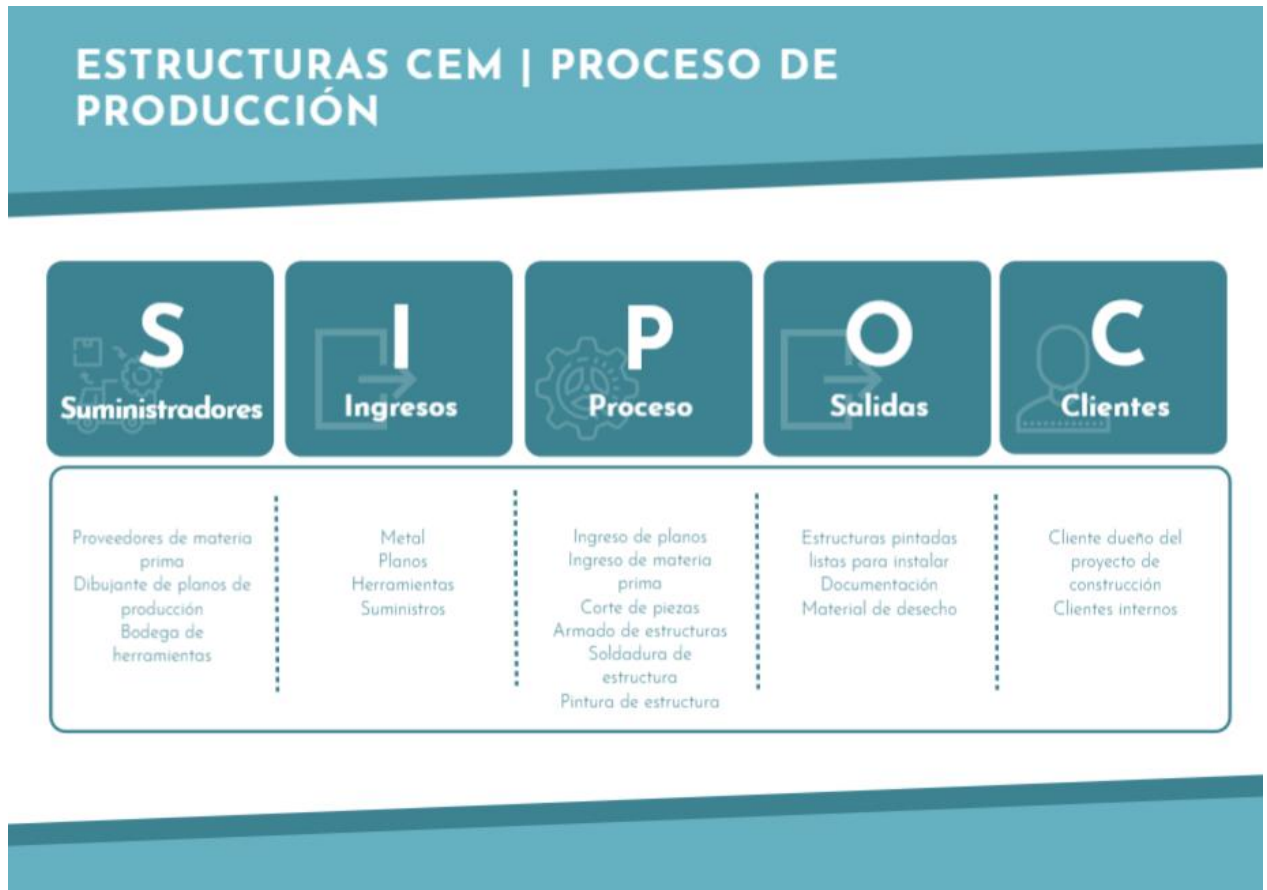 ESTRUCTURAS CEM | PROCESO DE
PRODUCCIÓN
S
Suministradores
I
Ingresos
P
Proceso
O
Salidas
C
Clientes
Proveedores de materia
prima
Dibujante de planos de
producción
Bodega de
herramientas
Metal
Planos
Herramientas
Suministros
Ingreso de planos
Ingreso de materia
prima
Corte de piezas
Armado de estructuras
Soldadura de
estructura
Pintura de estructura
Estructuras pintadas
listas para instalar
Documentación
Material de desecho
Cliente dueño del
proyecto de
construcción
Clientes internos